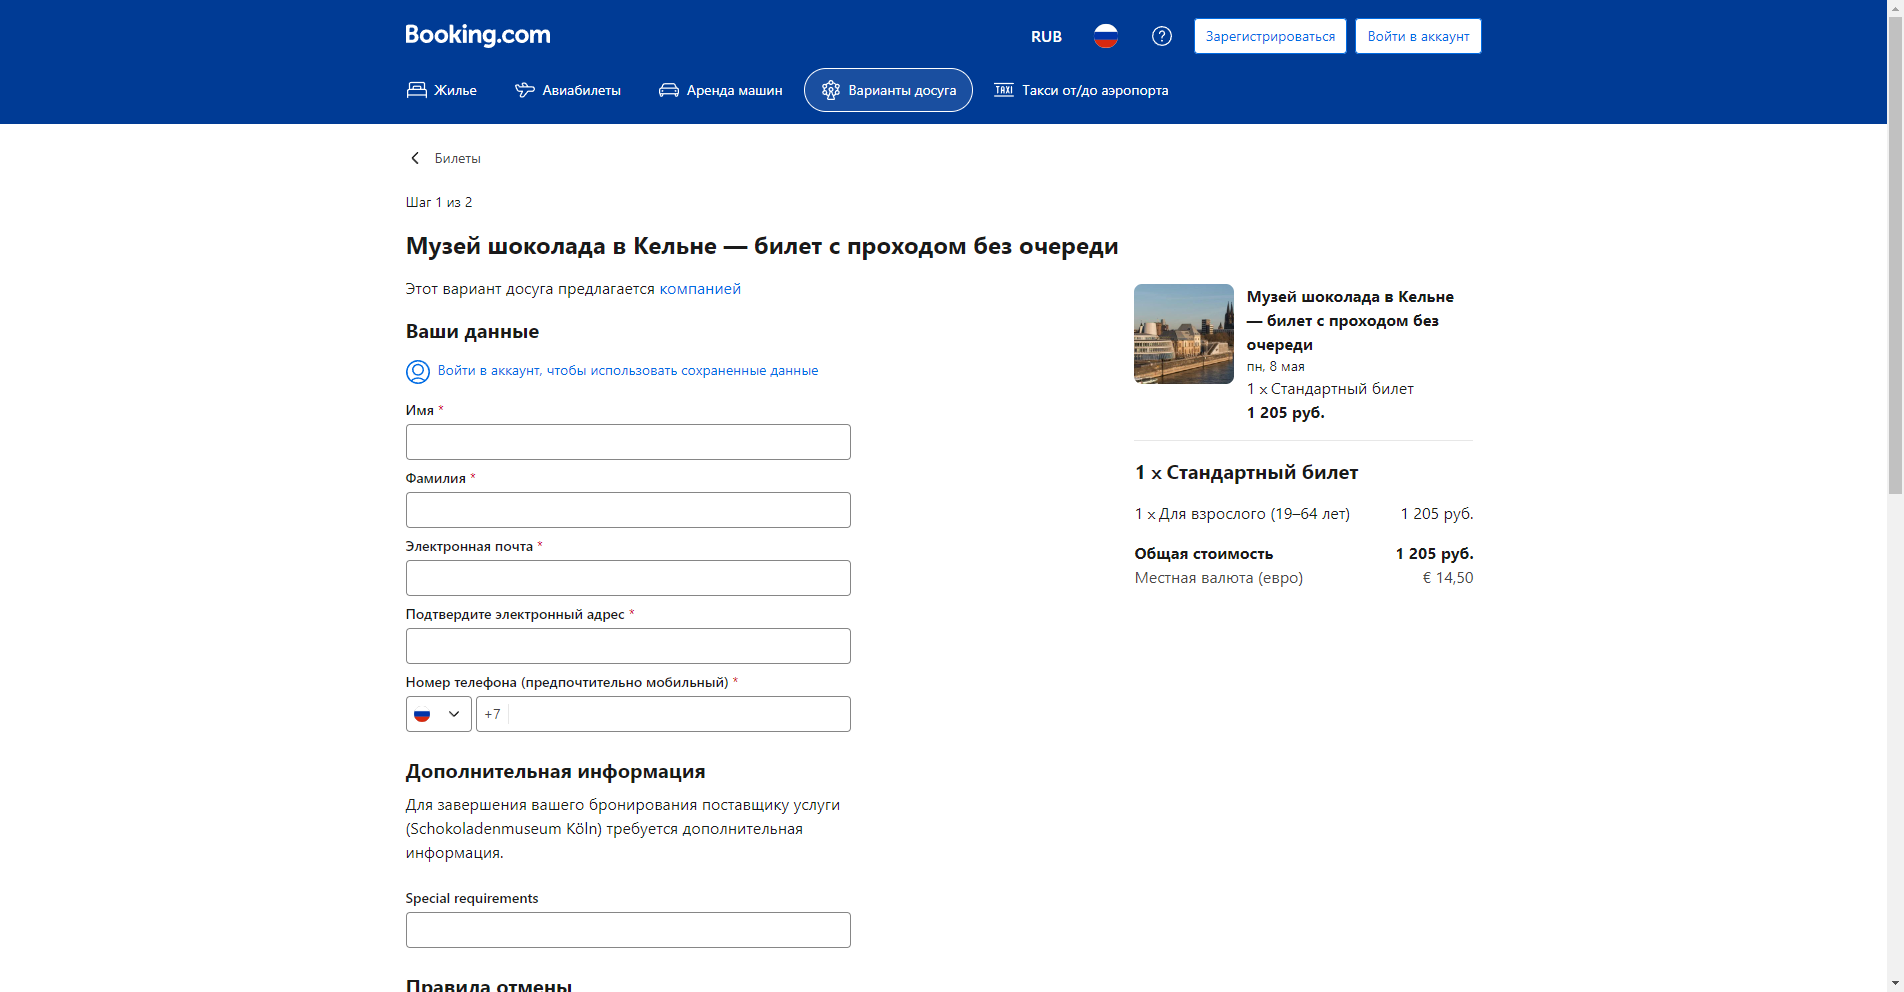 Booking.com
RUB
Зарегистрироваться
Войти в аккаунт
Жилье
Авиабилеты
Аренда машин
Варианты досуга
TAXI
Такси от/до аэропорта
Билеты
Шаг 1 из 2
Музей шоколада в Кельне — билет с проходом без очереди
Этот вариант досуга предлагается компанией
Ваши данные
Войти в аккаунт, чтобы использовать сохраненные данные
Имя *
Фамилия *
Электронная почта *
Подтвердите электронный адрес *
Номер телефона (предпочтительно мобильный) *
+7
Дополнительная информация
Для завершения вашего бронирования поставщику услуги
(Schokoladenmuseum Köln) требуется дополнительная
информация.
Special requirements
Правила отмены
Музей шоколада в Кельне
— билет с проходом без
очереди
пн, 8 мая
1 x Стандартный билет
1 205 руб.
1 x Стандартный билет
1 x Для взрослого (19–64 лет) 1 205 руб.
Общая стоимость 1 205 руб.
Местная валюта (евро) € 14,50